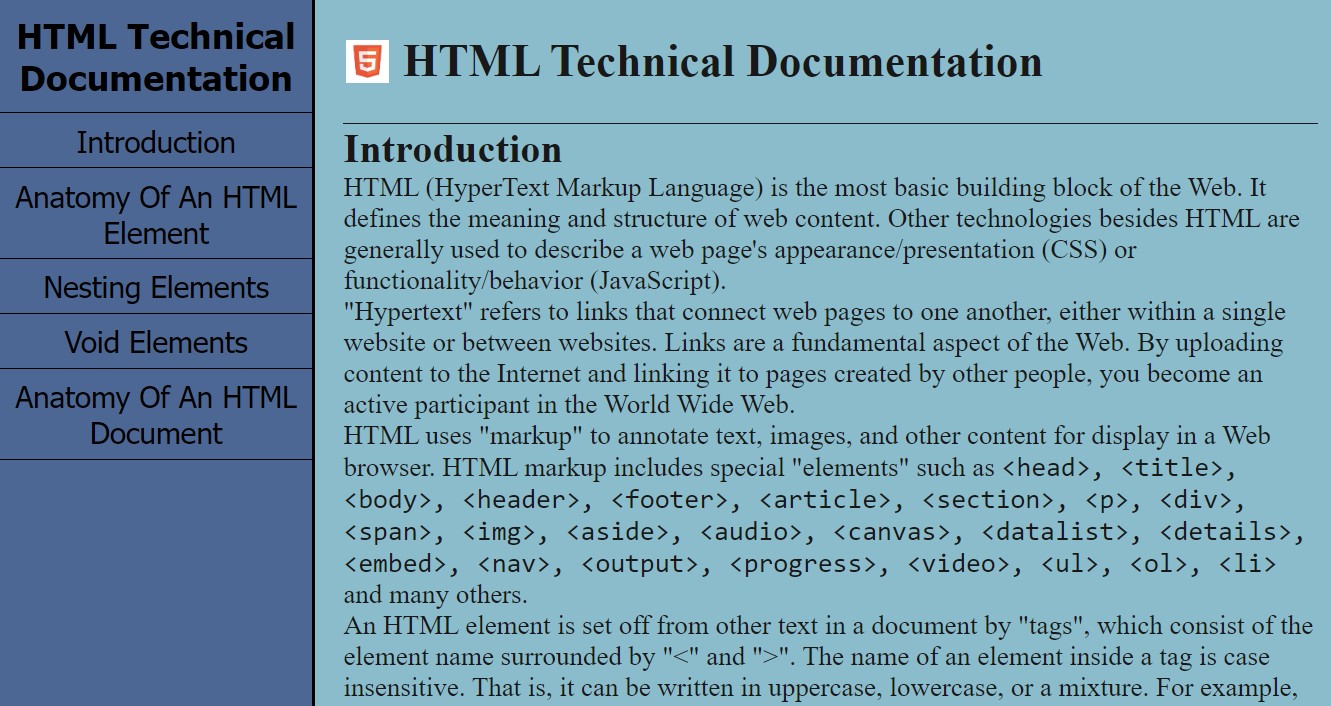 HTML Technical
Documentation
Introduction
Anatomy Of An HTML
Element
Nesting Elements
Void Elements
Anatomy Of An HTML
Document
5 HTML Technical Documentation
Introduction
HTML (HyperText Markup Language) is the most basic building block of the Web. It
defines the meaning and structure of web content. Other technologies besides HTML are
generally used to describe a web page's appearance/presentation (CSS) or
functionality/behavior (JavaScript).
"Hypertext" refers to links that connect web pages to one another, either within a single
website or between websites. Links are a fundamental aspect of the Web. By uploading
content to the Internet and linking it to pages created by other people, you become an
active participant in the World Wide Web.
HTML uses "markup" to annotate text, images, and other content for display in a Web
browser. HTML markup includes special "elements" such as <head>, <title>,
<body>, <header>, <footer>, <article>, <section>, <p>, <div>,
<span>, <img>, <aside>, <audio>, <canvas>, <datalist>, <details>,
<embed>, <nav>, <output>, <progress>, <video>, <ul>, <ol>, <li>
and many others.
An HTML element is set off from other text in a document by "tags", which consist of the
element name surrounded by "<" and ">". The name of an element inside a tag is case
insensitive. That is, it can be written in uppercase, lowercase, or a mixture. For example,